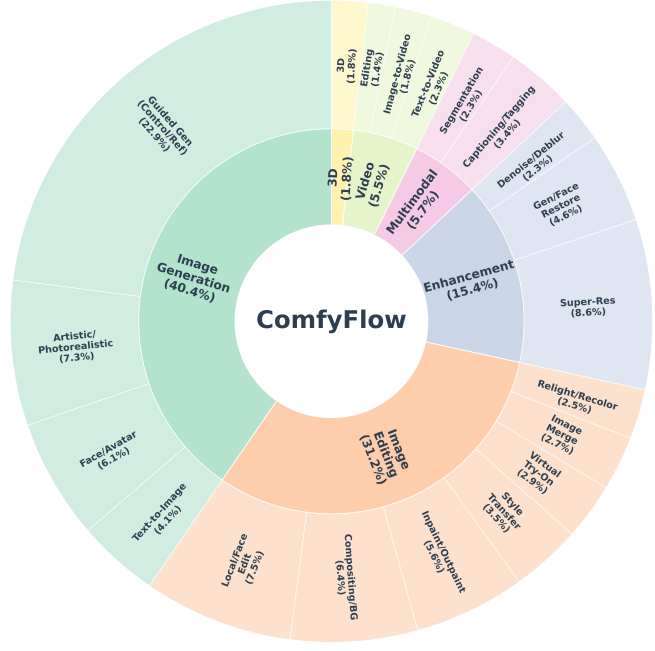 ComfyFlow
Image
Generation
(40.4%)
Guided Gen
(Control/Ref)
(22.9%)
Artistic/
Photorealistic
(7.3%)
Face/Avatar
(6.1%)
Text-to-Image
(4.1%)
Image
Editing
(31.2%)
Local/Face
Edit
(7.5%)
Compositing/BG
(6.4%)
Inpaint/Outpaint
(5.6%)
Style
Transfer
(3.5%)
Virtual
Try-On
(2.9%)
Image
Merge
(2.7%)
Relight/Recolor
(2.5%)
Enhancement
(15.4%)
Super-Res
(8.6%)
Gen/Face
Restore
(4.6%)
Denoise/Deblur
(2.3%)
Multimodal
(5.7%)
Captioning/Tagging
(3.4%)
Segmentation
(2.3%)
Video
(5.5%)
Text-to-Video
(2.3%)
Image-to-Video
(1.8%)
Editing
(1.4%)
3D
(1.8%)
3D
(1.8%)